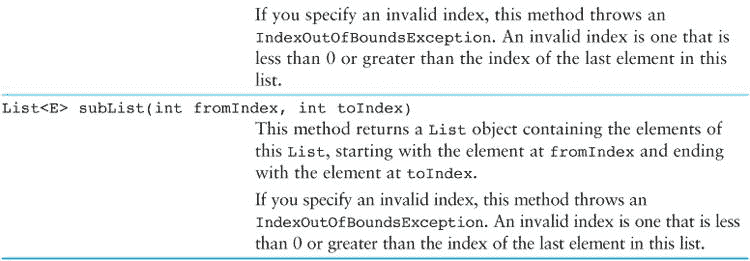 If you specify an invalid index, this method throws an
IndexOutOfBoundsException. An invalid index is one that is
less than 0 or greater than the index of the last element in this
list.
List<E> subList(int fromIndex, int toIndex)
This method returns a List object containing the elements of
this List, starting with the element at fromIndex and ending
with the element at toIndex.
If you specify an invalid index, this method throws an
IndexOutOfBoundsException. An invalid index is one that is less
than 0 or greater than the index of the last element in this list.